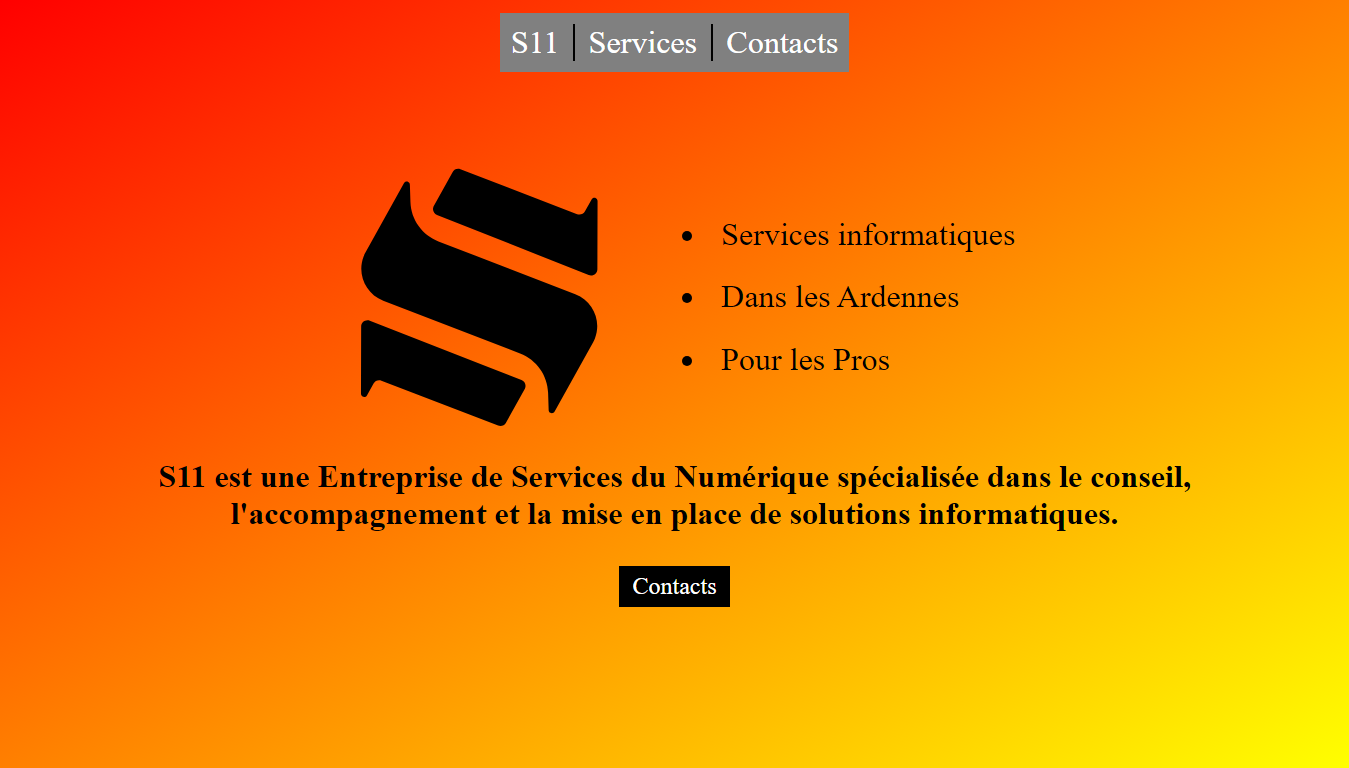 S11 Services Contacts
Services informatiques
Dans les Ardennes
Pour les Pros
S11 est une Entreprise de Services du Numérique spécialisée dans le conseil,
l'accompagnement et la mise en place de solutions informatiques.
Contacts